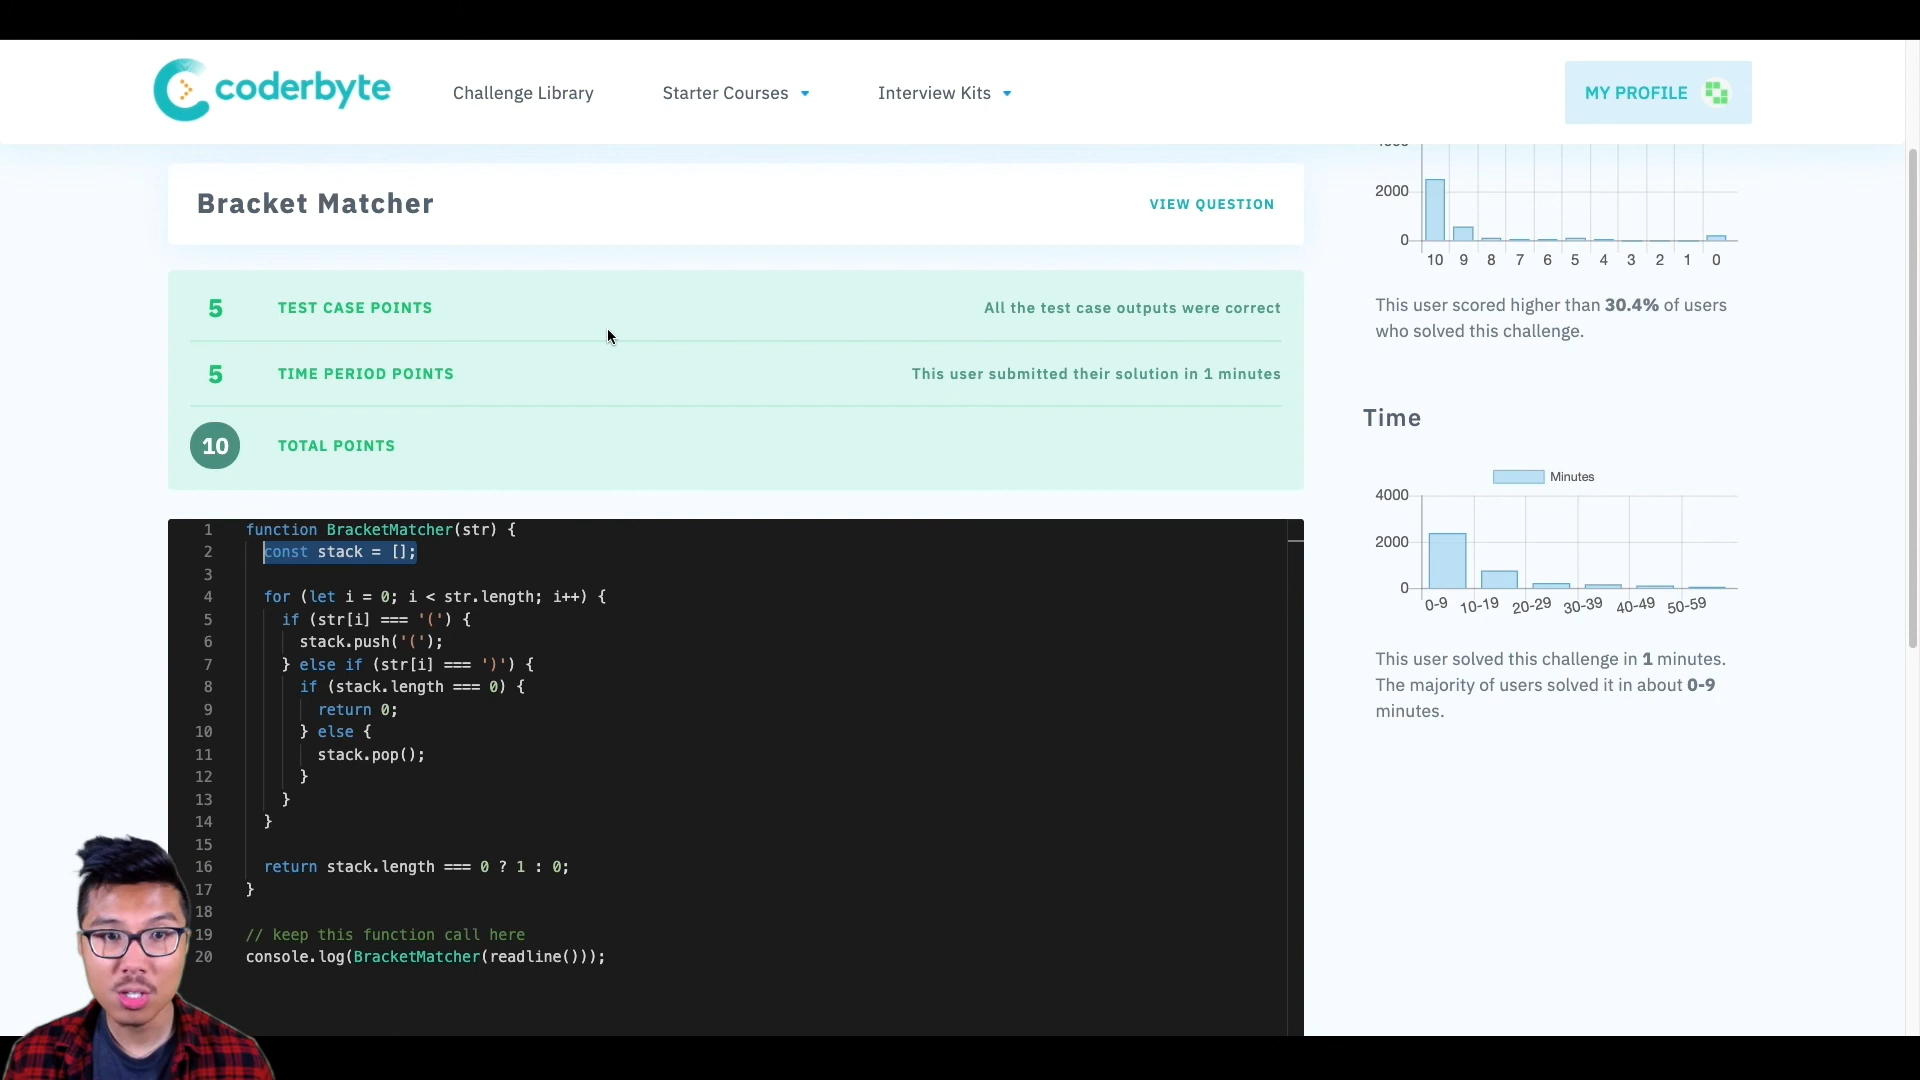 coderbyte
Challenge Library
Starter Courses
Interview Kits
MY PROFILE
Bracket Matcher
VIEW QUESTION
5 TEST CASE POINTS All the test case outputs were correct
5 TIME PERIOD POINTS This user submitted their solution in 1 minutes
10 TOTAL POINTS
1 function BracketMatcher(str) {
2 const stack = [];
3
4 for (let i = 0; i < str.length; i++) {
5 if (str[i] === '(') {
6 stack.push('(');
7 } else if (str[i] === ')') {
8 if (stack.length === 0) {
9 return 0;
10 } else {
11 stack.pop();
12 }
13 }
14 }
15
16 return stack.length === 0 ? 1 : 0;
17 }
18
19 // keep this function call here
20 console.log(BracketMatcher(readline()));
2000
0
10 9 8 7 6 5 4 3 2 1 0
This user scored higher than 30.4% of users
who solved this challenge.
Time
Minutes
4000
2000
0
0-9 10-19 20-29 30-39 40-49 50-59
This user solved this challenge in 1 minutes.
The majority of users solved it in about 0-9
minutes.